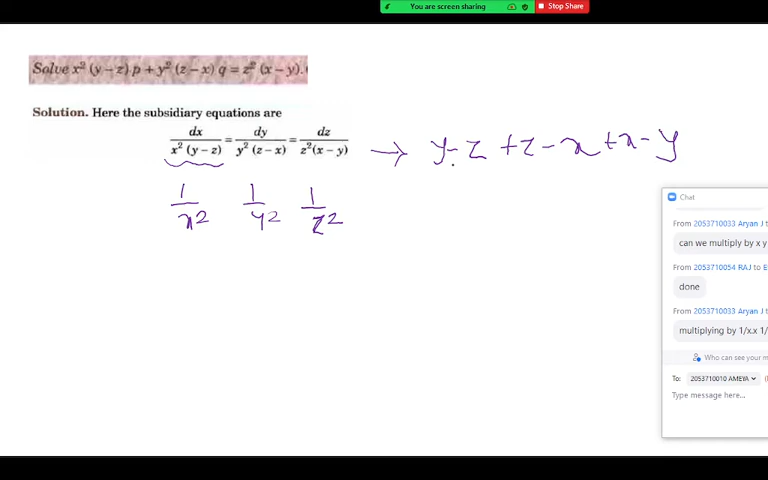 You are screen sharing
Stop Share
Solve x² (y – z) p + y² (z – x) q = z² (x – y).
Solution. Here the subsidiary equations are
dx/x² (y – z) = dy/y² (z – x) = dz/z² (x – y) → y - z + z - x + x - y
1/x² 1/y² 1/z²
Chat
From 2053710033 Aryan J t
can we multiply by x y
From 2053710054 RAJ to E
done
From 2053710033 Aryan J t
multiplying by 1/x.x 1/
Who can see your m
To: 2053710010 AMEYA
Type message here...